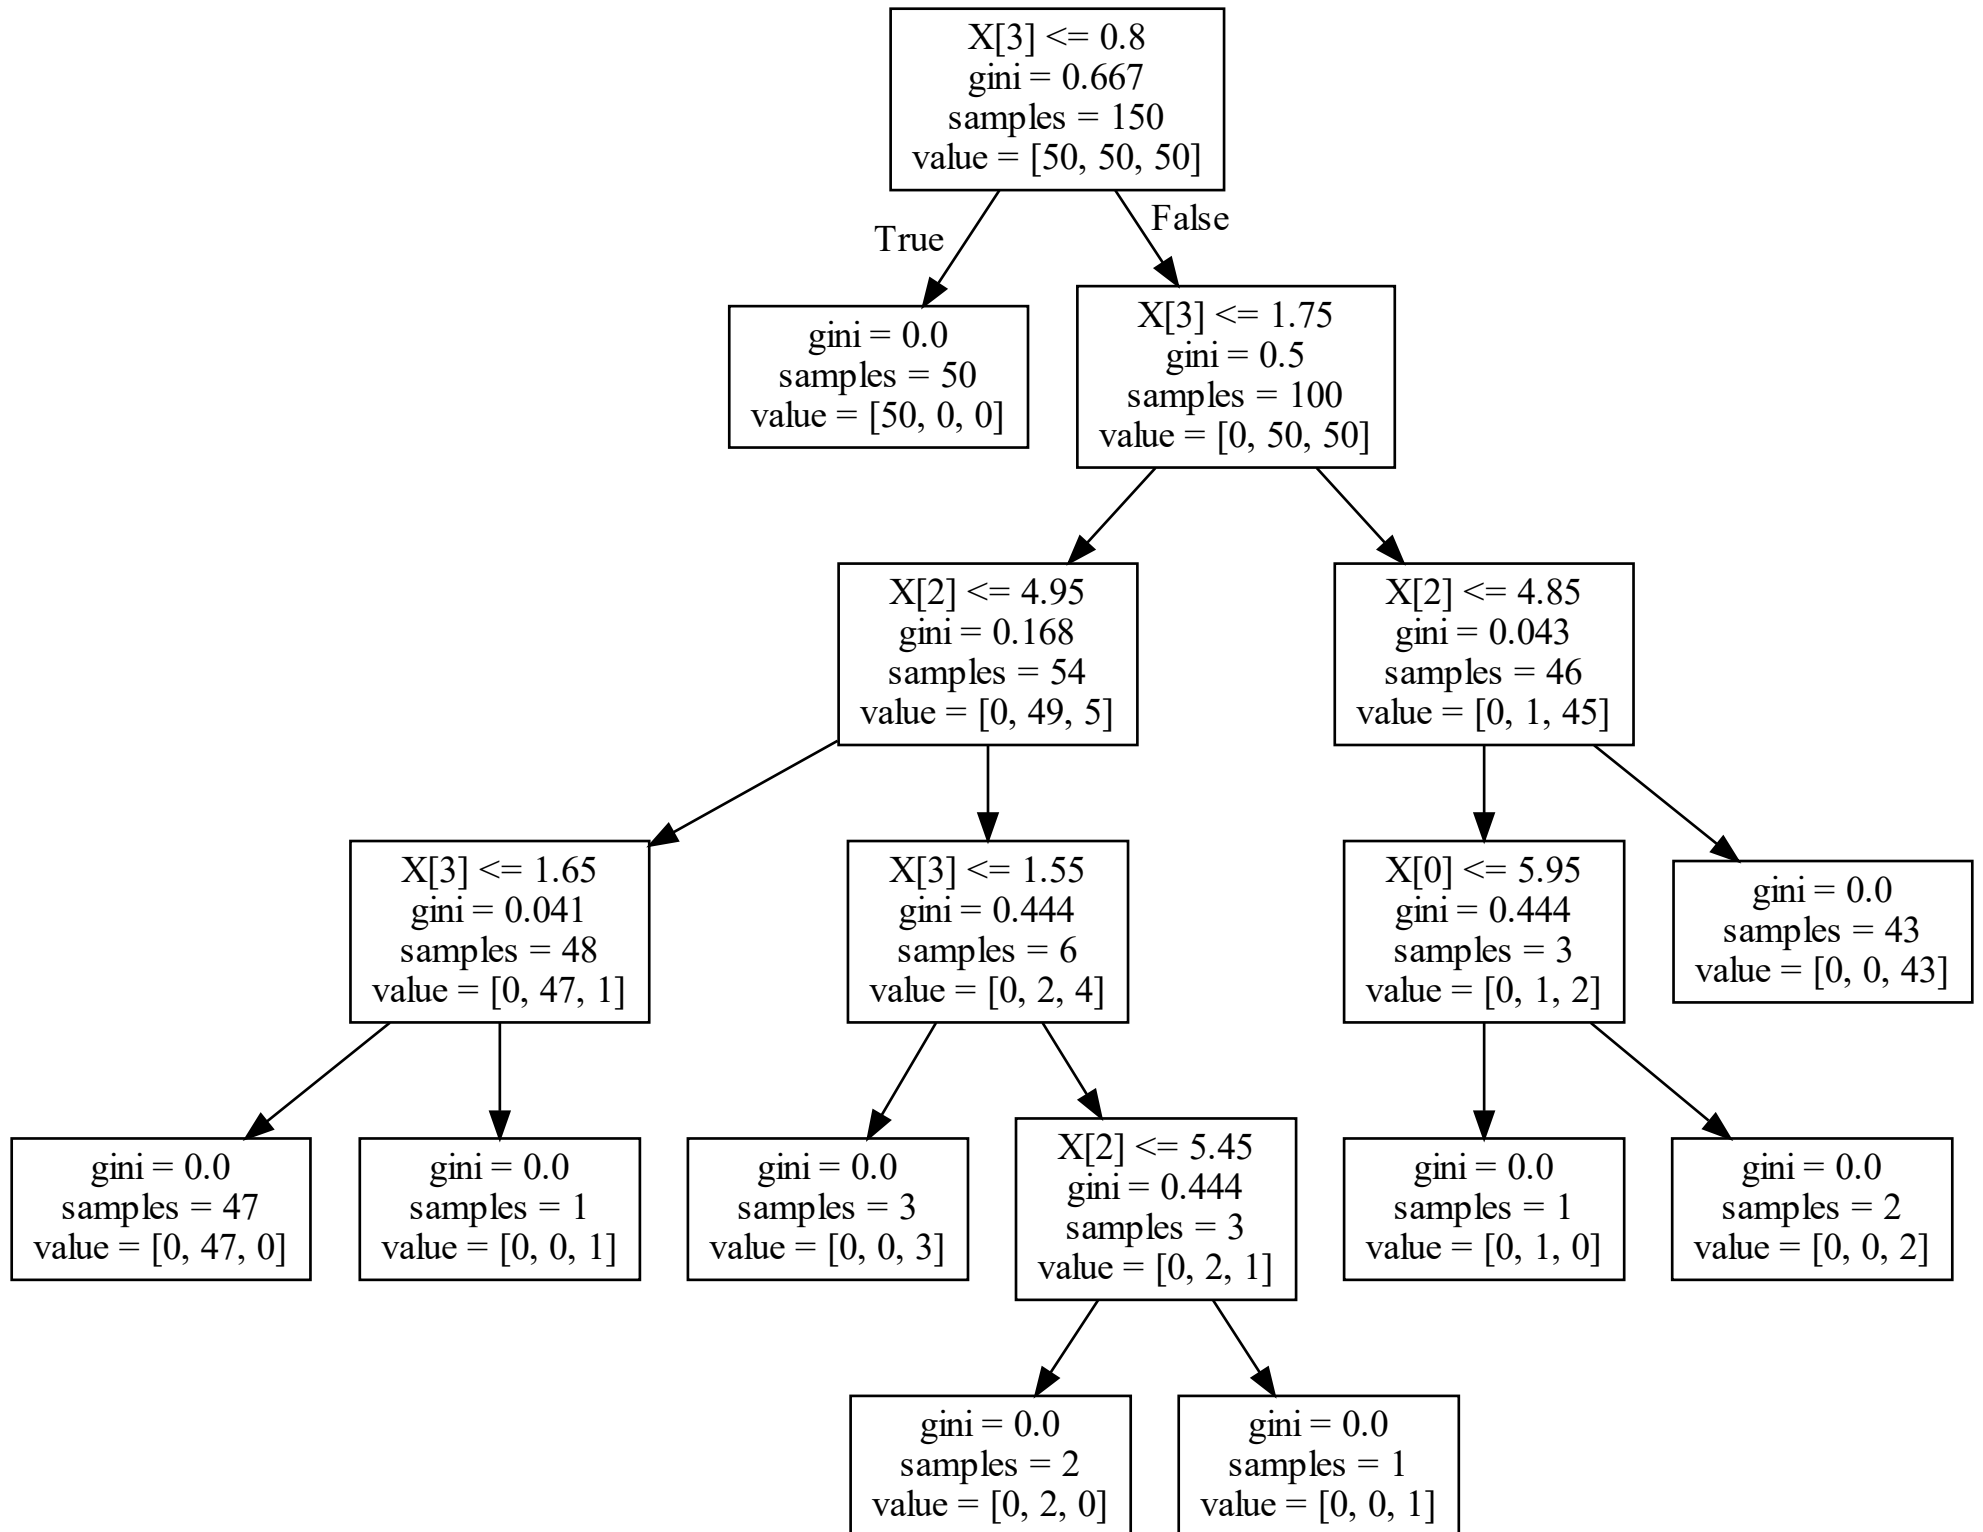 X[3] <= 0.8
gini = 0.667
samples = 150
value = [50, 50, 50]
True
False
gini = 0.0
samples = 50
value = [50, 0, 0]
X[3] <= 1.75
gini = 0.5
samples = 100
value = [0, 50, 50]
X[2] <= 4.95
gini = 0.168
samples = 54
value = [0, 49, 5]
X[2] <= 4.85
gini = 0.043
samples = 46
value = [0, 1, 45]
X[3] <= 1.65
gini = 0.041
samples = 48
value = [0, 47, 1]
X[3] <= 1.55
gini = 0.444
samples = 6
value = [0, 2, 4]
X[0] <= 5.95
gini = 0.444
samples = 3
value = [0, 1, 2]
gini = 0.0
samples = 43
value = [0, 0, 43]
gini = 0.0
samples = 47
value = [0, 47, 0]
gini = 0.0
samples = 1
value = [0, 0, 1]
gini = 0.0
samples = 3
value = [0, 0, 3]
X[2] <= 5.45
gini = 0.444
samples = 3
value = [0, 2, 1]
gini = 0.0
samples = 1
value = [0, 1, 0]
gini = 0.0
samples = 2
value = [0, 0, 2]
gini = 0.0
samples = 2
value = [0, 2, 0]
gini = 0.0
samples = 1
value = [0, 0, 1]